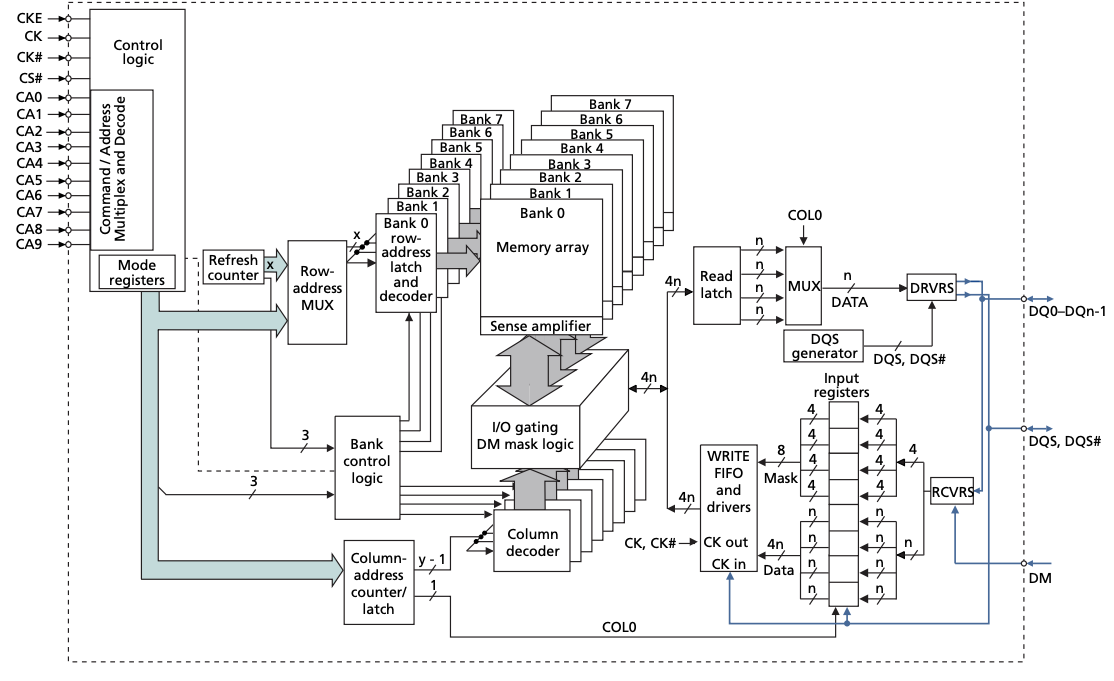 CKE
CK
CK#
CS#
CA0
CA1
CA2
CA3
CA4
CA5
CA6
CA7
CA8
CA9
Control
logic
Command / Address
Multiplex and Decode
Mode
registers
Refresh
counter
x
Row-
address
MUX
x
3
3
Bank
control
logic
Column-
address
counter/
latch
y - 1
1
COL0
Bank 7
Bank 6
Bank 5
Bank 4
Bank 3
Bank 2
Bank 1
Bank 0
row-
address
latch
and
decoder
Bank 7
Bank 6
Bank 5
Bank 4
Bank 3
Bank 2
Bank 1
Bank 0
Memory array
Sense amplifier
I/O gating
DM mask logic
Column
decoder
4n
4n
4n
Read
latch
n
n
n
n
COL0
MUX
n
DATA
DQS
generator
DQS, DQS#
DRVRS
DQ0–DQn-1
DQS, DQS#
DM
Input
registers
4
4
4
4
n
n
n
n
4
4
4
4
n
n
n
n
4
n
RCVRS
8
Mask
4n
Data
WRITE
FIFO
and
drivers
CK out
CK in
CK, CK#